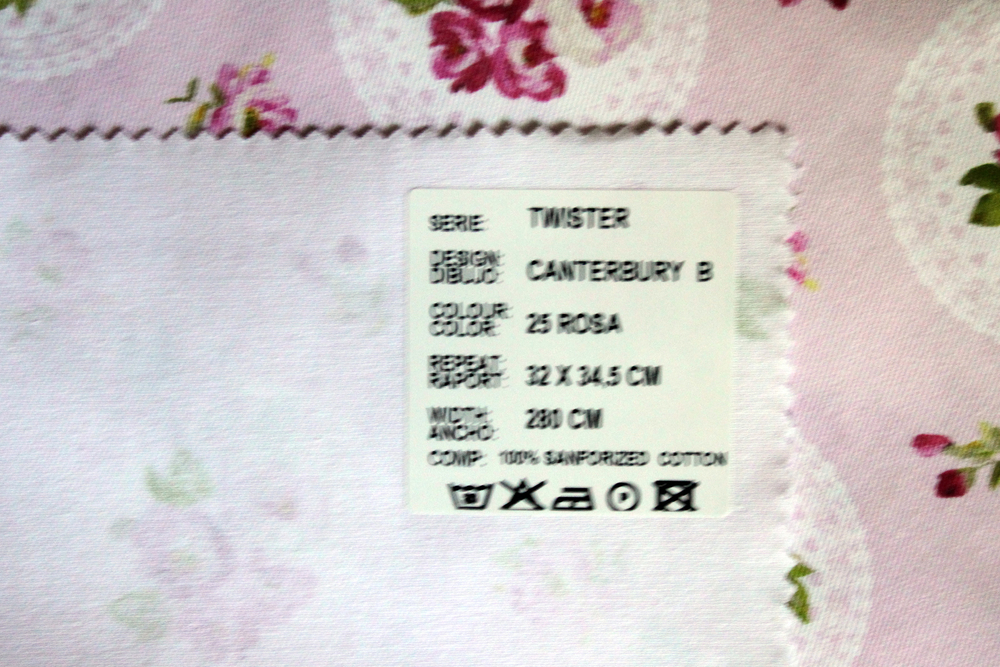 SERIE: TWISTER
DESIGN:
DIBUJO: CANTERBURY B
COLOUR:
COLOR: 25 ROSA
REPEAT:
RAPORT: 32 X 34,5 CM
WIDTH:
ANCHO: 280 CM
COMP: 100% SANFORIZED COTTON